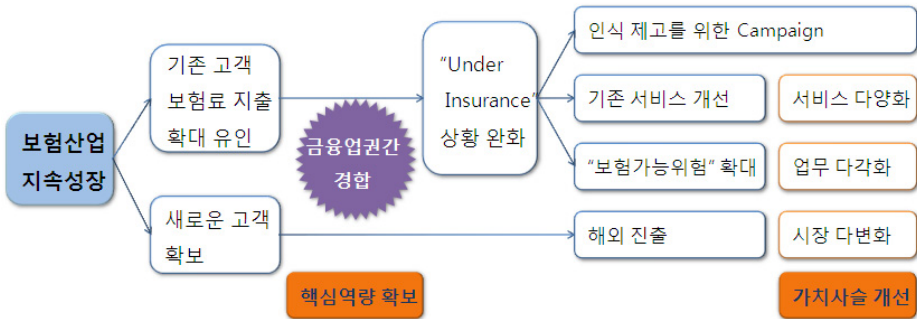 보험산업
지속성장
기존 고객
보험료 지출
확대 유인
새로운 고객
확보
금융업권간
경합
핵심역량 확보
“Under
Insurance”
상황 완화
인식 제고를 위한 Campaign
기존 서비스 개선
서비스 다양화
“보험가능위험” 확대
업무 다각화
해외 진출
시장 다변화
가치사슬 개선